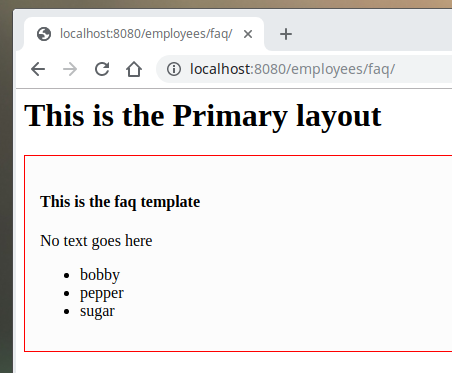 localhost:8080/employees/faq/
localhost:8080/employees/faq/
This is the Primary layout
This is the faq template
No text goes here
bobby
pepper
sugar